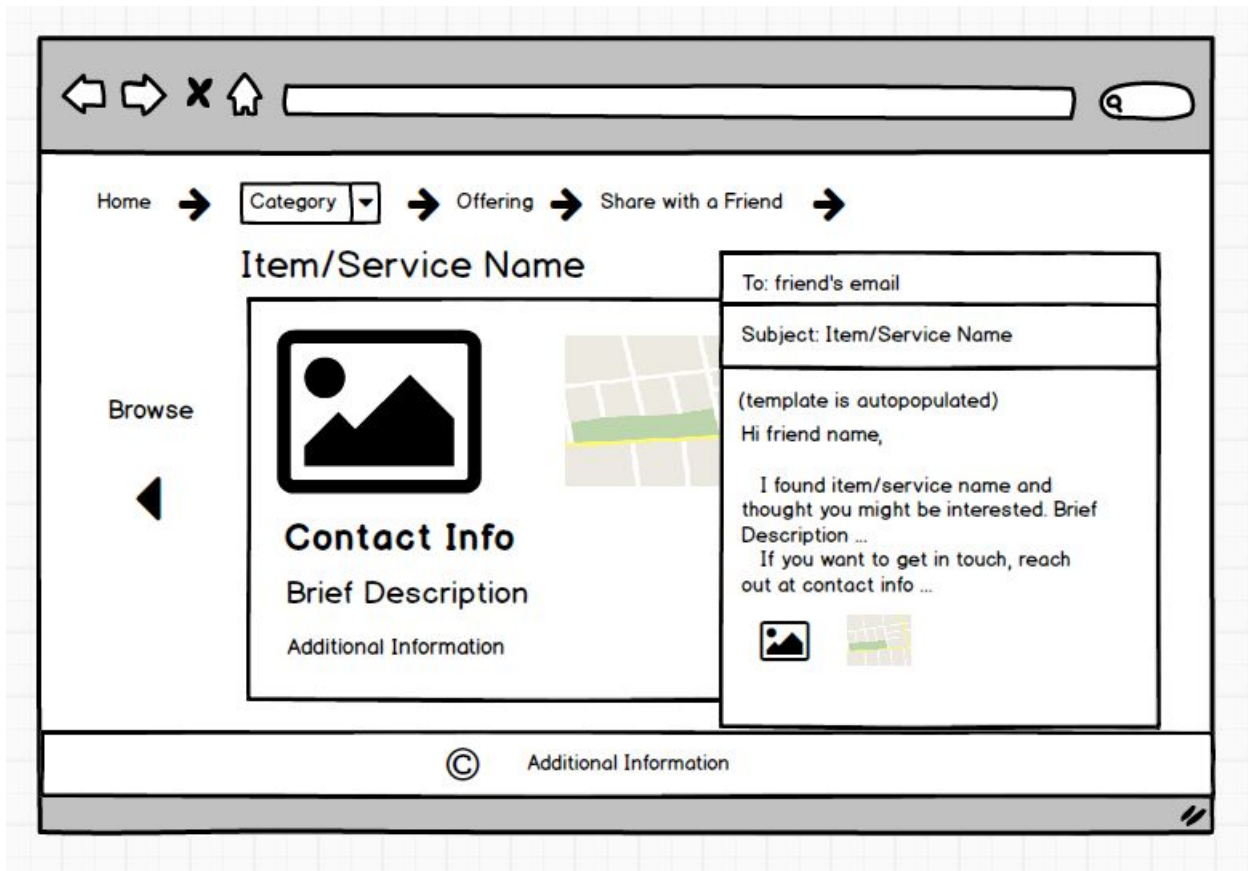 Home Category Offering Share with a Friend
Item/Service Name
To: friend's email
Subject: Item/Service Name
(template is autopopulated)
Hi friend name,
I found item/service name and
thought you might be interested. Brief
Description ...
If you want to get in touch, reach
out at contact info ...
Browse
Contact Info
Brief Description
Additional Information
© Additional Information